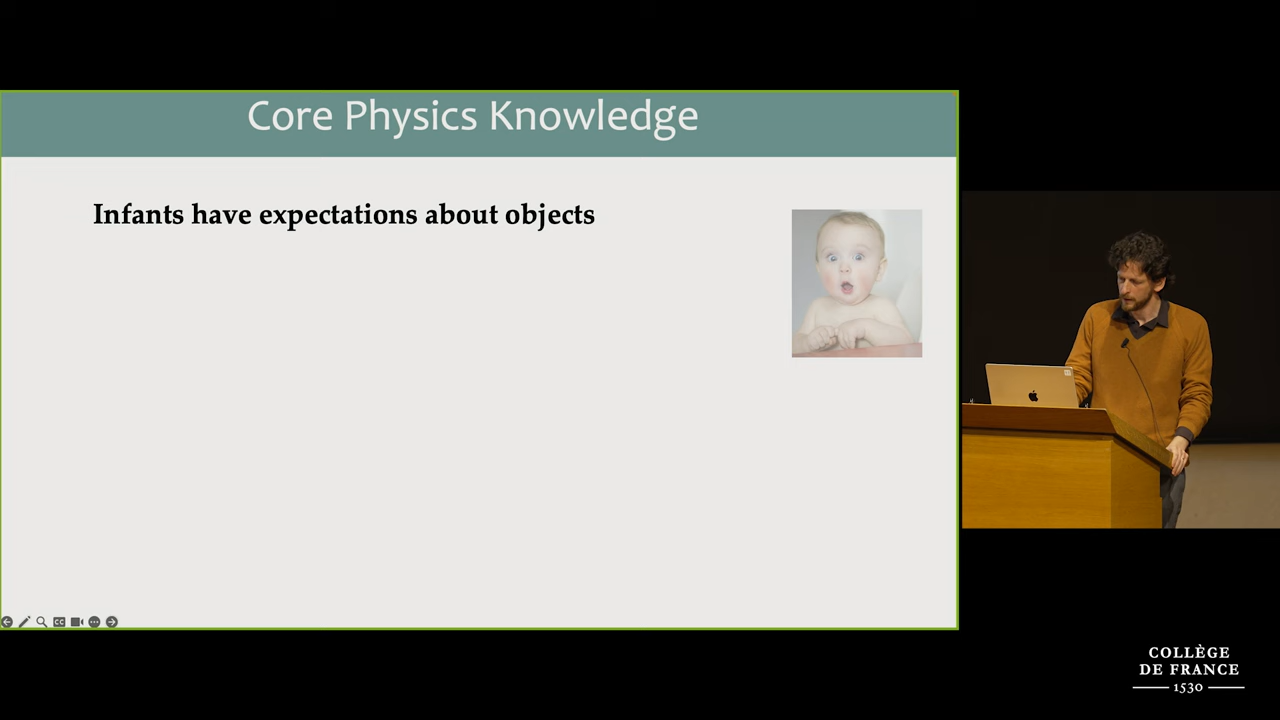 Core Physics Knowledge
Infants have expectations about objects
COLLÈGE
DE FRANCE
1530